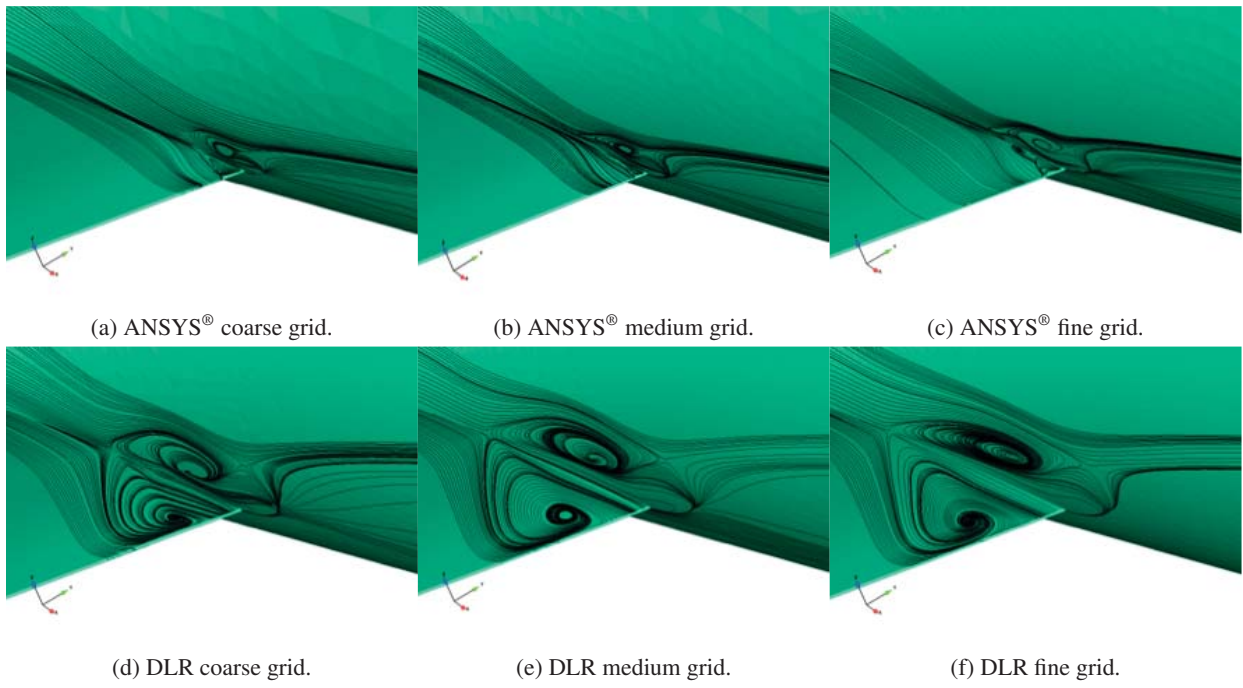 (a) ANSYS® coarse grid.
(b) ANSYS® medium grid.
(c) ANSYS® fine grid.
(d) DLR coarse grid.
(e) DLR medium grid.
(f) DLR fine grid.